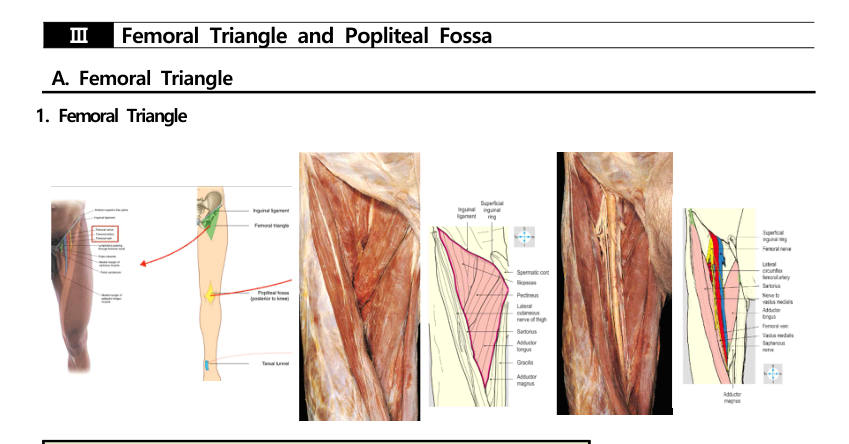 III Femoral Triangle and Popliteal Fossa
A. Femoral Triangle
1. Femoral Triangle
Inguinal ligament
Femoral triangle
Popliteal fossa
(posterior to knee)
Tarsal tunnel
Inguinal
ligament
Superficial
inguinal
ring
Spermatic cord
Iliopsoas
Pectineus
Lateral
cutaneous
nerve of thigh
Sartorius
Adductor
longus
Gracilis
Adductor
magnus
Superficial
inguinal ring
Femoral nerve
Lateral
circumflex
femoral artery
Sartorius
Nerve to
vastus medialis
Adductor
longus
Femoral vein
Vastus medialis
Saphenous
nerve
Adductor
magnus